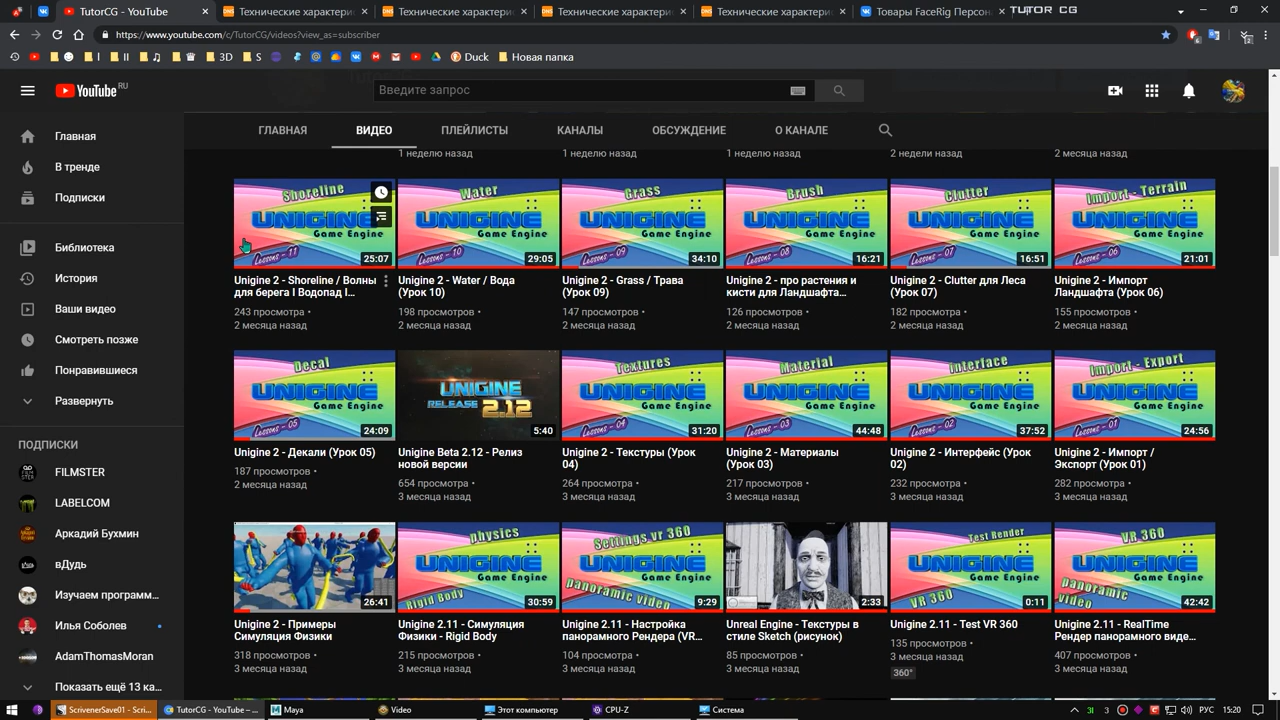 TutorCG - YouTube
Технические характери
Технические характери
Технические характери
Технические характери
Товары FaceRig Персон
TUTOR CG
https://www.youtube.com/c/TutorCG/videos?view_as=subscriber
I
II
3D
S
Duck
Новая папка
YouTube RU
Введите запрос
ГЛАВНАЯ
ВИДЕО
ПЛЕЙЛИСТЫ
КАНАЛЫ
ОБСУЖДЕНИЕ
О КАНАЛЕ
Главная
В тренде
Подписки
Библиотека
История
Ваши видео
Смотреть позже
Понравившиеся
Развернуть
ПОДПИСКИ
FILMSTER
LABELCOM
Аркадий Бухмин
вДудь
Изучаем программ...
Илья Соболев
AdamThomasMoran
Показать ещё 13 ка...
1 неделю назад
1 неделю назад
1 неделю назад
2 недели назад
2 месяца назад
Shoreline
UNIGINE
Game Engine
Lessons - 11
25:07
Unigine 2 - Shoreline / Волны
для берега I Водопад I...
243 просмотра •
2 месяца назад
Water
UNIGINE
Game Engine
Lessons - 10
29:05
Unigine 2 - Water / Вода
(Урок 10)
198 просмотров •
2 месяца назад
Grass
UNIGINE
Game Engine
Lessons - 09
34:10
Unigine 2 - Grass / Трава
(Урок 09)
147 просмотров •
2 месяца назад
Brush
UNIGINE
Game Engine
Lessons - 08
16:21
Unigine 2 - про растения и
кисти для Ландшафта...
126 просмотров •
2 месяца назад
Clutter
UNIGINE
Game Engine
Lessons - 07
16:51
Unigine 2 - Clutter для Леса
(Урок 07)
182 просмотра •
2 месяца назад
Import - Terrain
UNIGINE
Game Engine
Lessons - 06
21:01
Unigine 2 - Импорт
Ландшафта (Урок 06)
155 просмотров •
2 месяца назад
Decal
UNIGINE
Game Engine
Lessons - 05
24:09
Unigine 2 - Декали (Урок 05)
187 просмотров •
2 месяца назад
UNIGINE
RELEASE 2.12
5:40
Unigine Beta 2.12 - Релиз
новой версии
654 просмотра •
3 месяца назад
Textures
UNIGINE
Game Engine
Lessons - 04
31:20
Unigine 2 - Текстуры (Урок
04)
264 просмотра •
3 месяца назад
Material
UNIGINE
Game Engine
Lessons - 03
44:48
Unigine 2 - Материалы
(Урок 03)
217 просмотров •
3 месяца назад
Interface
UNIGINE
Game Engine
Lessons - 02
37:52
Unigine 2 - Интерфейс (Урок
02)
232 просмотра •
3 месяца назад
Import - Export
UNIGINE
Game Engine
Lessons - 01
24:56
Unigine 2 - Импорт /
Экспорт (Урок 01)
282 просмотра •
3 месяца назад
26:41
Unigine 2 - Примеры
Симуляция Физики
318 просмотров •
3 месяца назад
physics
UNIGINE
Game Engine
Rigid Body
30:59
Unigine 2.11 - Симуляция
Физики - Rigid Body
215 просмотров •
3 месяца назад
Settings vr 360
UNIGINE
Game Engine
panoramic video
9:29
Unigine 2.11 - Настройка
панорамного Рендера (VR...
104 просмотра •
3 месяца назад
2:33
Unreal Engine - Текстуры в
стиле Sketch (рисунок)
85 просмотров •
3 месяца назад
Test Render
UNIGINE
Game Engine
VR 360
0:11
Unigine 2.11 - Test VR 360
135 просмотров •
3 месяца назад
360°
VR 360
UNIGINE
Game Engine
panoramic video
42:42
Unigine 2.11 - RealTime
Рендер панорамного виде...
407 просмотров •
3 месяца назад
ScrivenerSave01 - Scri...
TutorCG - YouTube – ...
Maya
Video
Этот компьютер
CPU-Z
Система
РУС
15:20